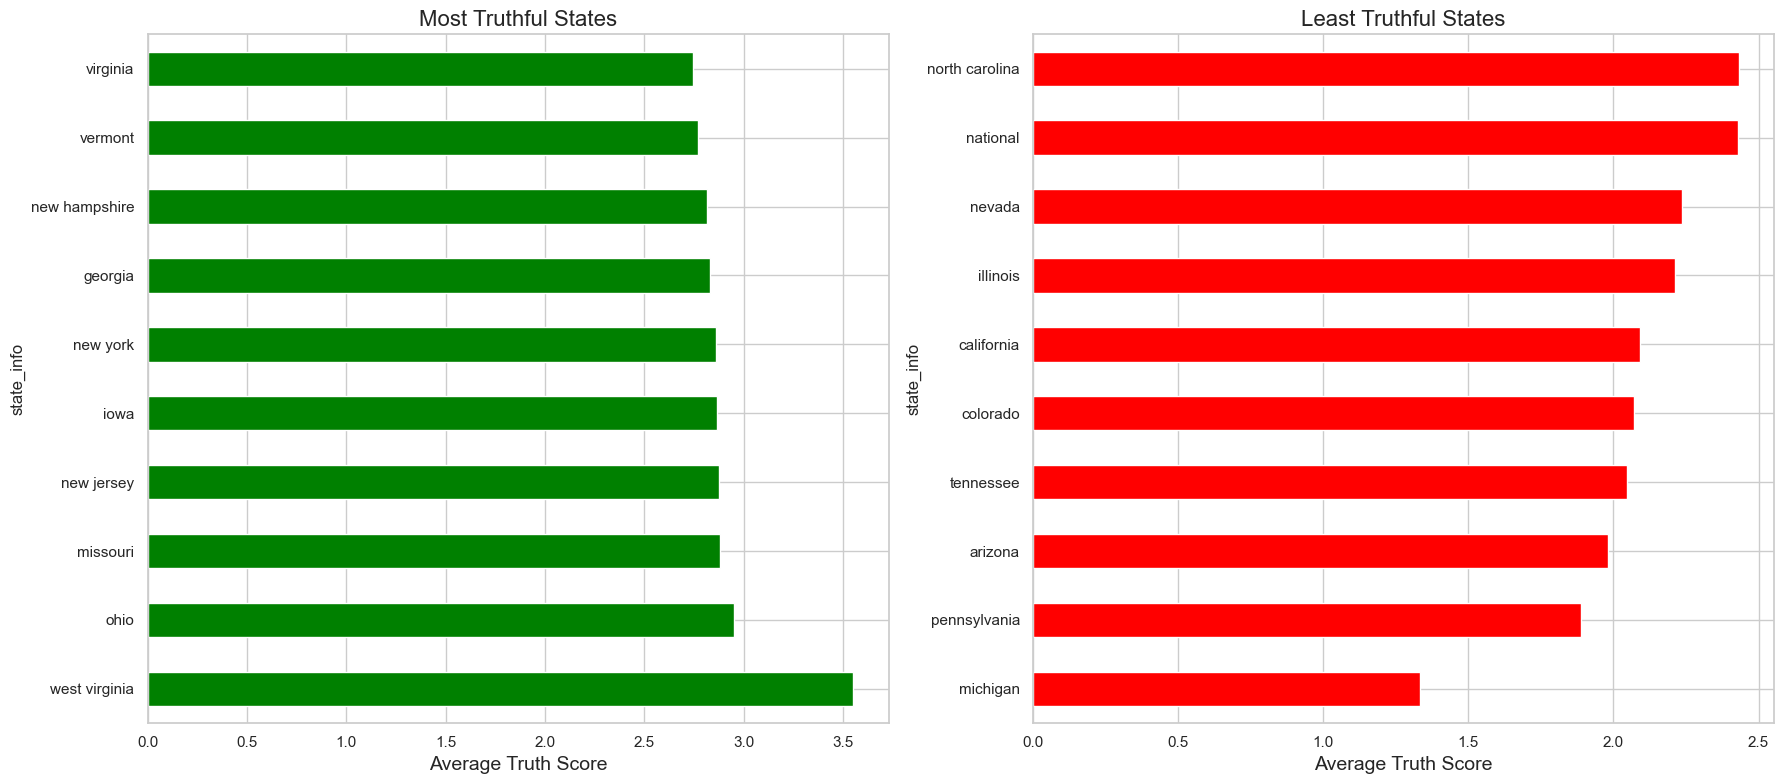 Most Truthful States
virginia
vermont
new hampshire
georgia
new york
iowa
new jersey
missouri
ohio
west virginia
state_info
0.0 0.5 1.0 1.5 2.0 2.5 3.0 3.5
Average Truth Score
Least Truthful States
north carolina
national
nevada
illinois
california
colorado
tennessee
arizona
pennsylvania
michigan
state_info
0.0 0.5 1.0 1.5 2.0 2.5
Average Truth Score